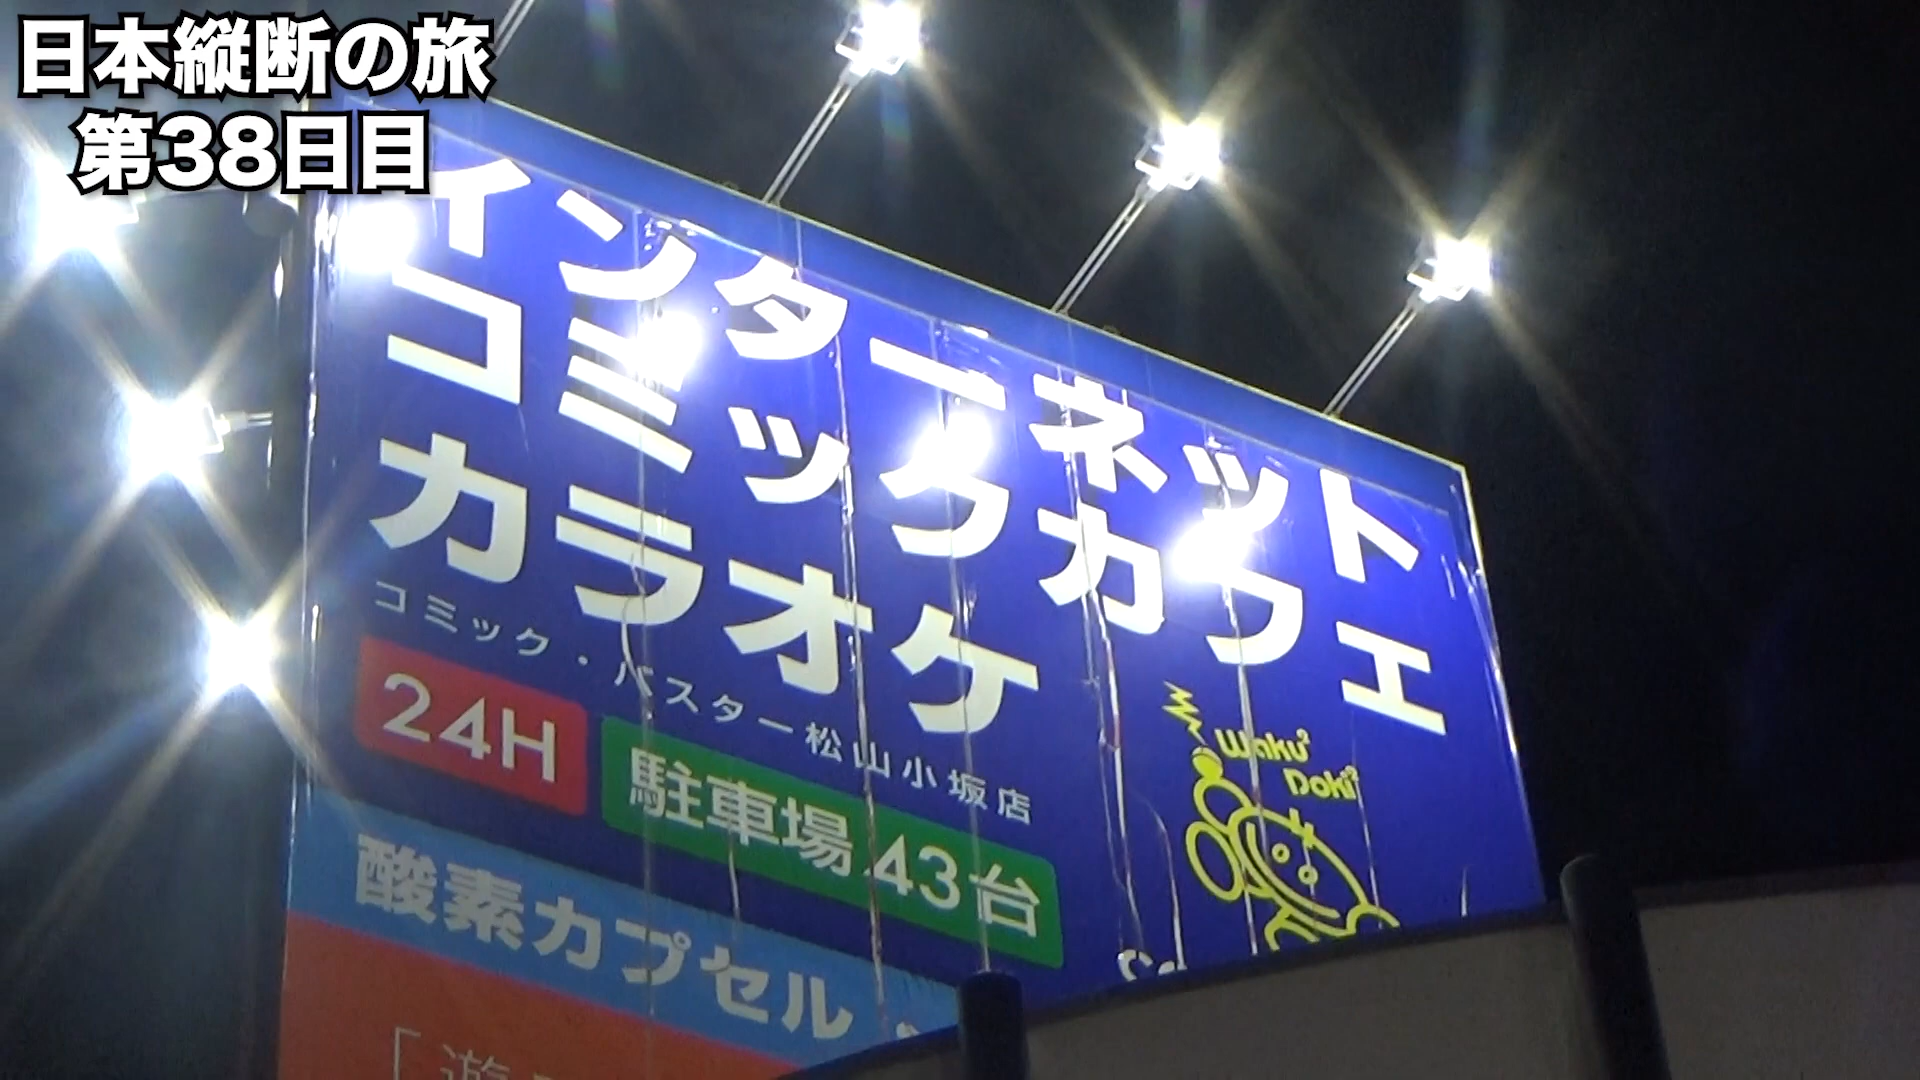 日本縦断の旅
第38日目
インターネット
コミックカフェ
カラオケ
コミック・バスター松山小坂店
24H
駐車場43台
Waku²
Doki²
酸素カプセル
「遊